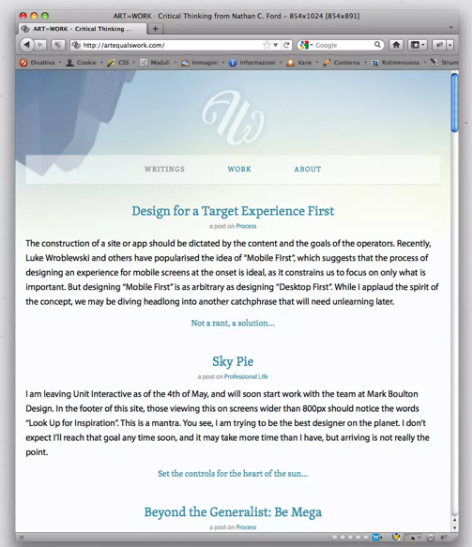 ART=WORK - Critical Thinking from Nathan C. Ford - 854x1024 [854x891]
ART=WORK - Critical Thinking ...
http://artequalswork.com/
Google
Disattiva Cookie CSS Moduli Immagini Informazioni Varie Contorna Ridimensiona Strum
AW
WRITINGS WORK ABOUT
Design for a Target Experience First
a post on Process
The construction of a site or app should be dictated by the content and the goals of the operators. Recently,
Luke Wroblewski and others have popularised the idea of “Mobile First”, which suggests that the process of
designing an experience for mobile screens at the onset is ideal, as it constrains us to focus on only what is
important. But designing “Mobile First” is as arbitrary as designing “Desktop First”. While I applaud the spirit of
the concept, we may be diving headlong into another catchphrase that will need unlearning later.
Not a rant, a solution...
Sky Pie
a post on Professional Life
I am leaving Unit Interactive as of the 4th of May, and will soon start work with the team at Mark Boulton
Design. In the footer of this site, those viewing this on screens wider than 800px should notice the words
“Look Up for Inspiration”. This is a mantra. You see, I am trying to be the best designer on the planet. I don’t
expect I’ll reach that goal any time soon, and it may take more time than I have, but arriving is not really the
point.
Set the controls for the heart of the sun...
Beyond the Generalist: Be Mega
a post on Process